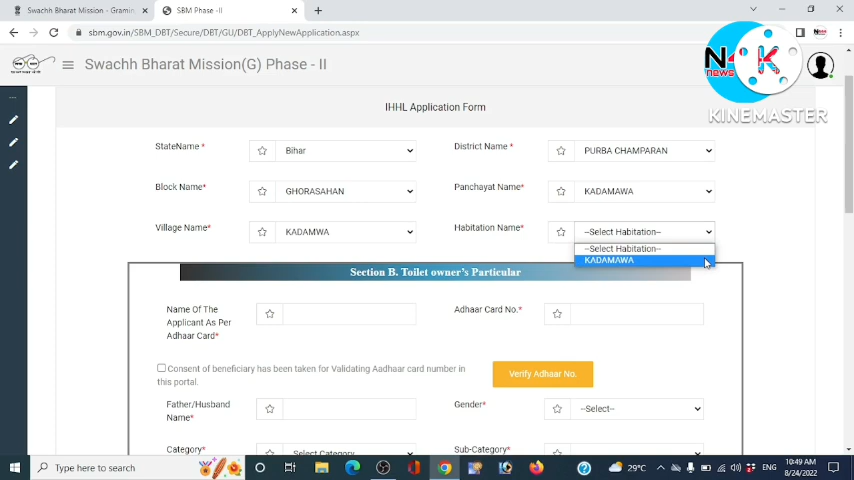 Swachh Bharat Mission - Gramin
SBM Phase -II
sbm.gov.in/SBM_DBT/Secure/DBT/GU/DBT_ApplyNewApplication.aspx
Swachh Bharat Mission(G) Phase - II
NK
news
KINEMASTER
IHHL Application Form
StateName * Bihar District Name * PURBA CHAMPARAN
Block Name* GHORASAHAN Panchayat Name* KADAMAWA
Village Name* KADAMWA Habitation Name* --Select Habitation--
--Select Habitation--
KADAMAWA
Section B. Toilet owner's Particular
Name Of The
Applicant As Per
Adhaar Card*
Adhaar Card No.*
Consent of beneficiary has been taken for Validating Aadhaar card number in
this portal.
Verify Adhaar No.
Father/Husband
Name*
Gender* --Select--
Category* Select Category Sub-Category*
Type here to search
29°C ENG 10:49 AM
8/24/2022